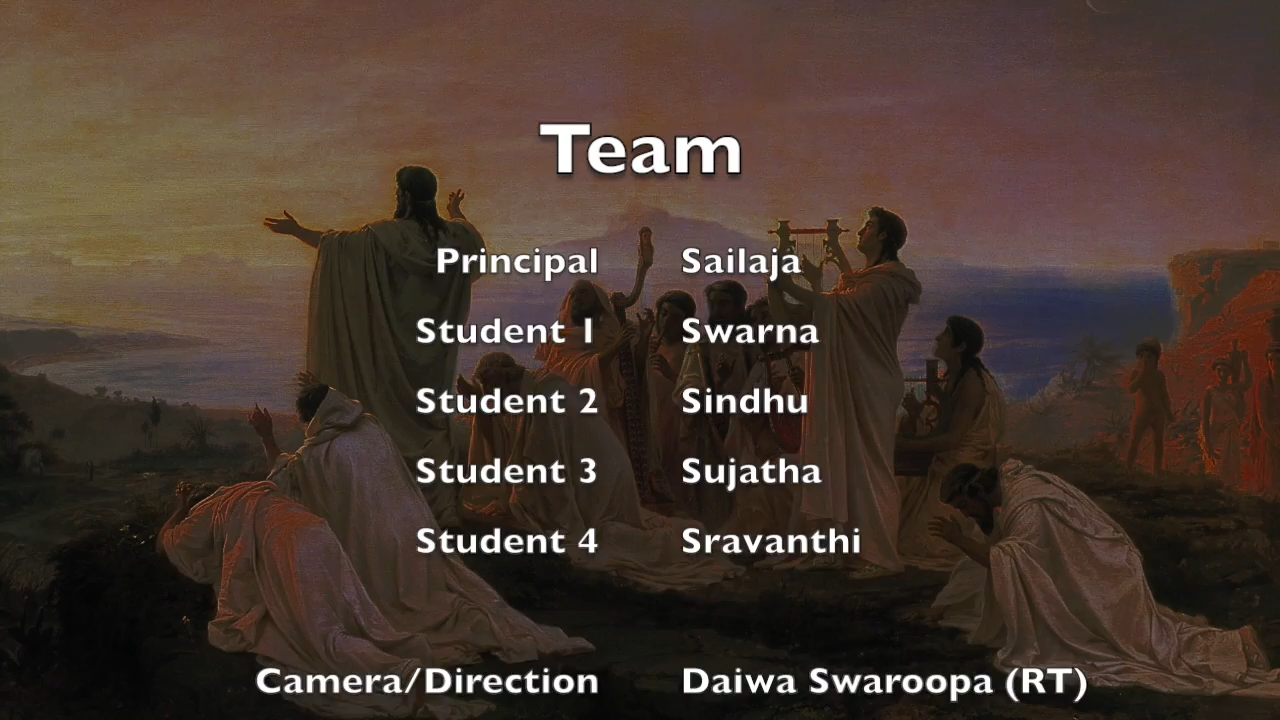 Team
Principal Sailaja
Student 1 Swarna
Student 2 Sindhu
Student 3 Sujatha
Student 4 Sravanthi
Camera/Direction Daiwa Swaroopa (RT)